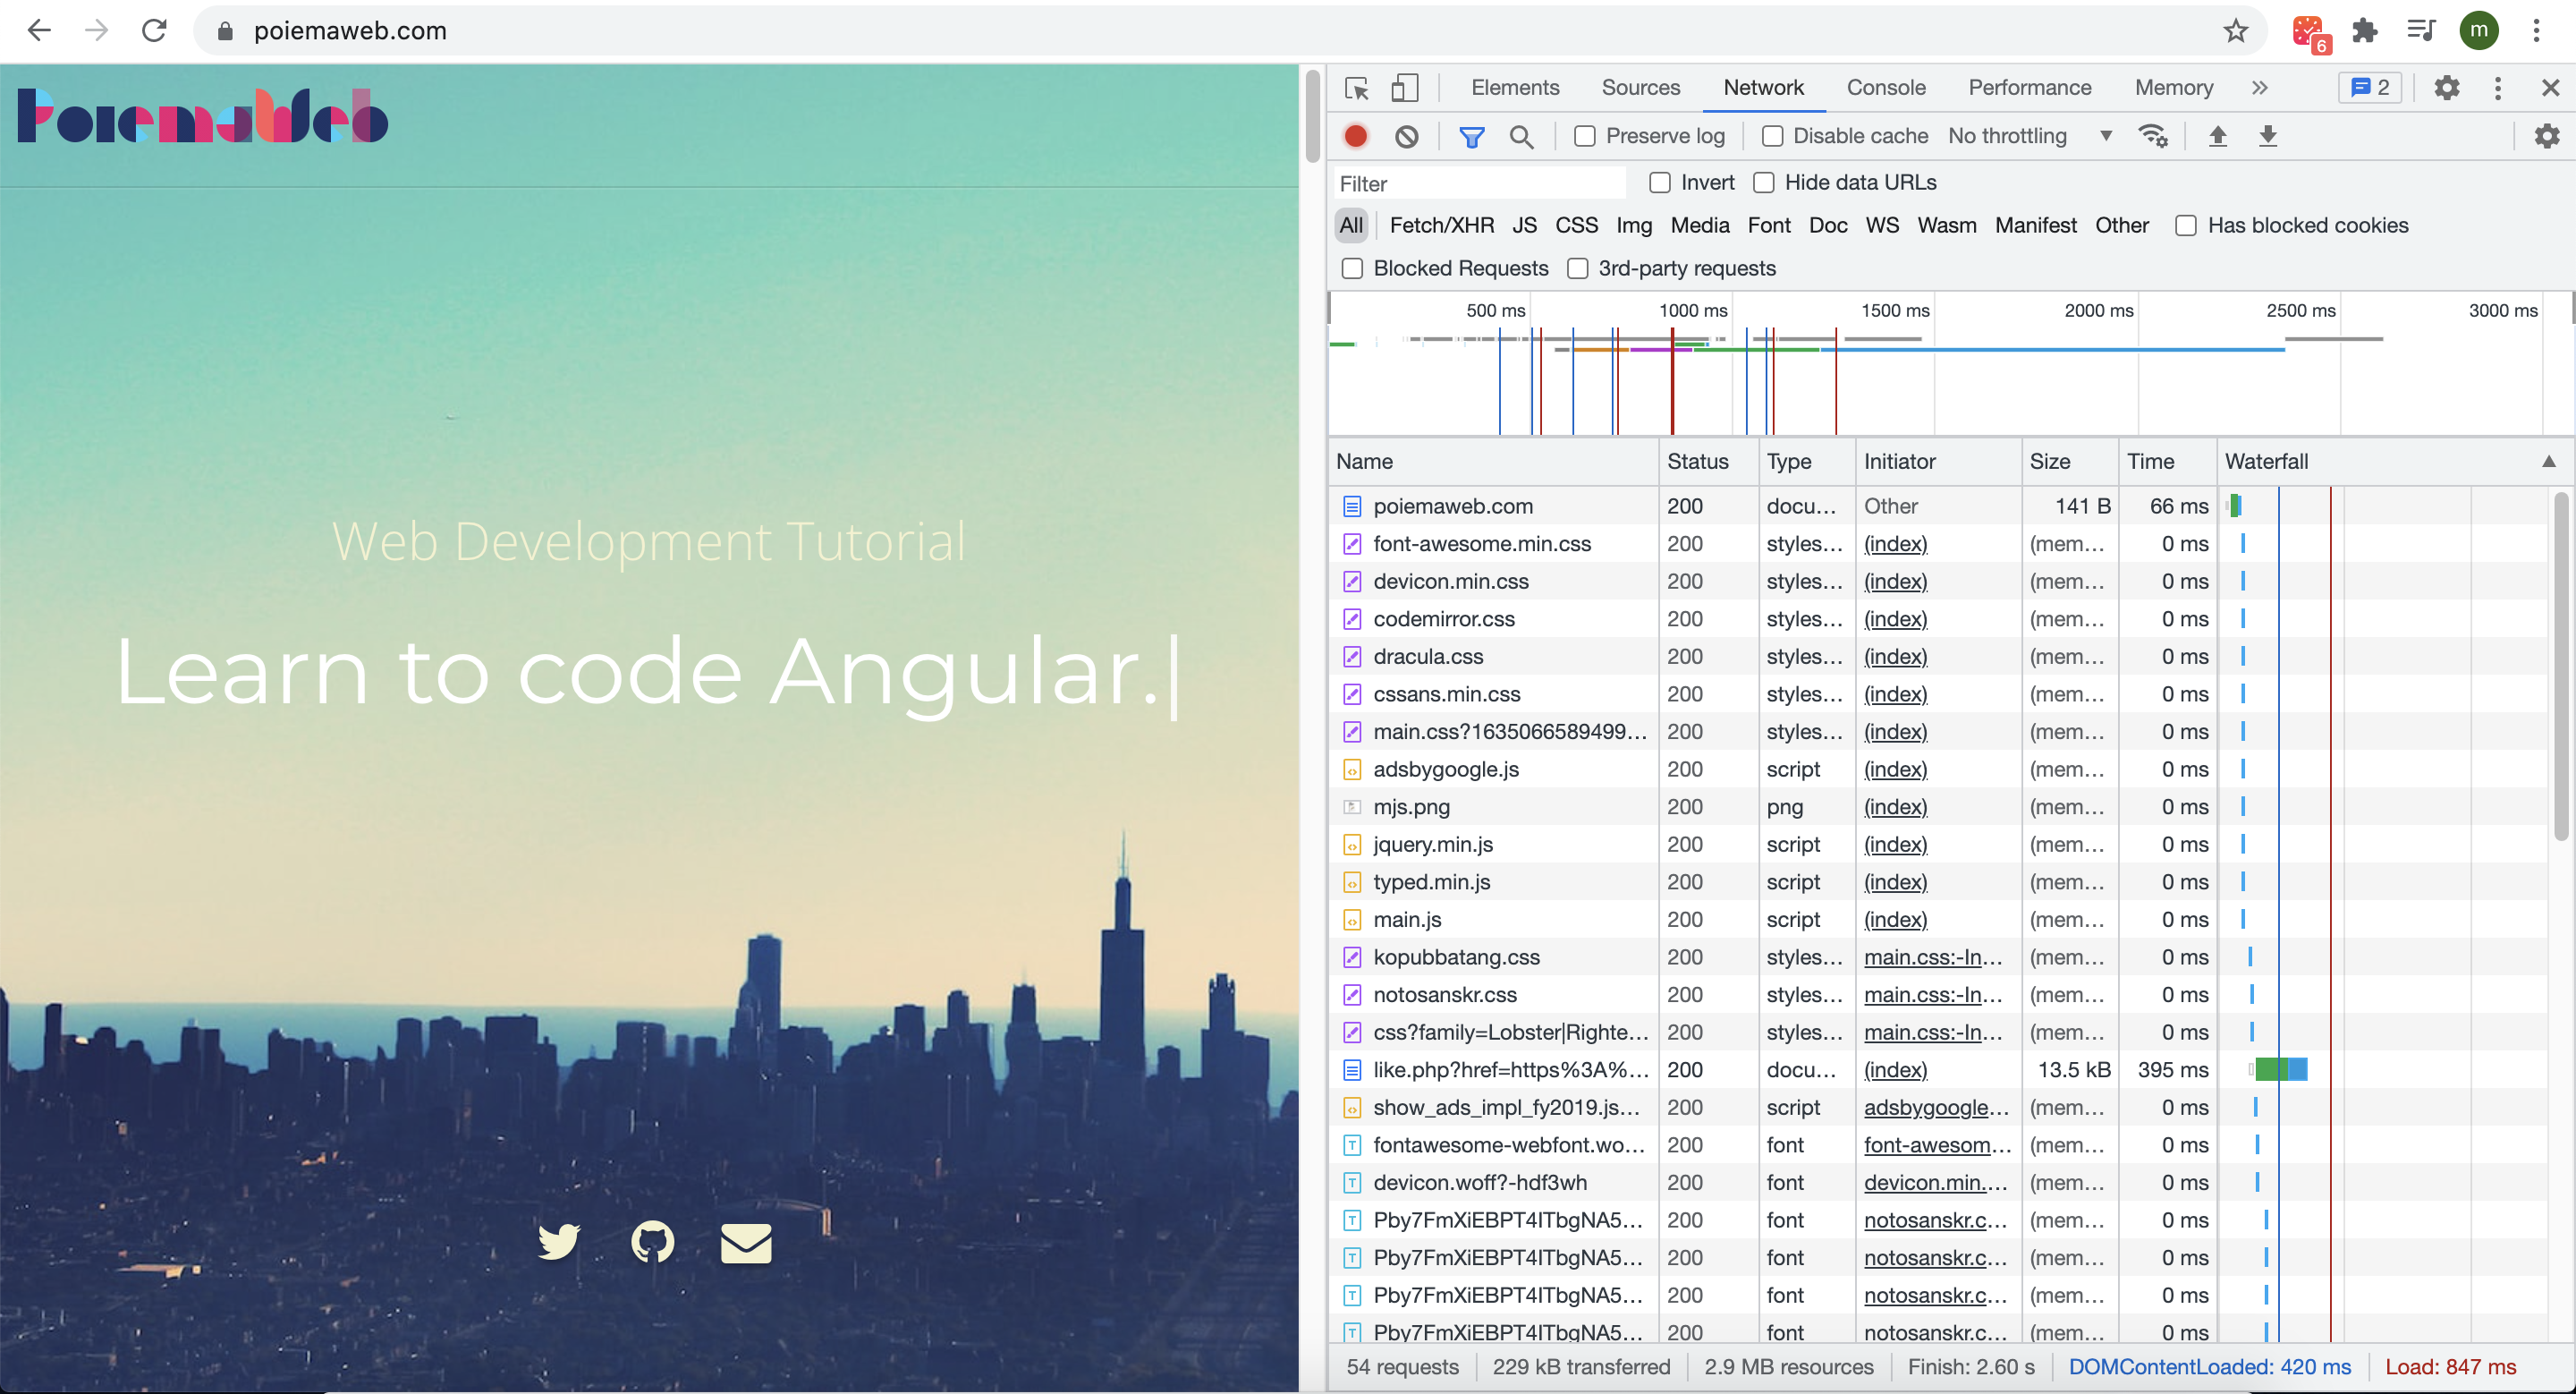 poiemaweb.com
6
m
PoiemaWeb
Web Development Tutorial
Learn to code Angular.|
Elements Sources Network Console Performance Memory 2
Preserve log Disable cache No throttling
Filter Invert Hide data URLs
All Fetch/XHR JS CSS Img Media Font Doc WS Wasm Manifest Other Has blocked cookies
Blocked Requests 3rd-party requests
500 ms 1000 ms 1500 ms 2000 ms 2500 ms 3000 ms
Name Status Type Initiator Size Time Waterfall
poiemaweb.com 200 docu... Other 141 B 66 ms
font-awesome.min.css 200 styles... (index) (mem... 0 ms
devicon.min.css 200 styles... (index) (mem... 0 ms
codemirror.css 200 styles... (index) (mem... 0 ms
dracula.css 200 styles... (index) (mem... 0 ms
cssans.min.css 200 styles... (index) (mem... 0 ms
main.css?1635066589499... 200 styles... (index) (mem... 0 ms
adsbygoogle.js 200 script (index) (mem... 0 ms
mjs.png 200 png (index) (mem... 0 ms
jquery.min.js 200 script (index) (mem... 0 ms
typed.min.js 200 script (index) (mem... 0 ms
main.js 200 script (index) (mem... 0 ms
kopubbatang.css 200 styles... main.css:-In... (mem... 0 ms
notosanskr.css 200 styles... main.css:-In... (mem... 0 ms
css?family=Lobster|Righte... 200 styles... main.css:-In... (mem... 0 ms
like.php?href=https%3A%... 200 docu... (index) 13.5 kB 395 ms
show_ads_impl_fy2019.js... 200 script adsbygoogle... (mem... 0 ms
fontawesome-webfont.wo... 200 font font-awesom... (mem... 0 ms
devicon.woff?-hdf3wh 200 font devicon.min.... (mem... 0 ms
Pby7FmXiEBPT4ITbgNA5... 200 font notosanskr.c... (mem... 0 ms
Pby7FmXiEBPT4ITbgNA5... 200 font notosanskr.c... (mem... 0 ms
Pby7FmXiEBPT4ITbgNA5... 200 font notosanskr.c... (mem... 0 ms
Pby7FmXiEBPT4ITbgNA5... 200 font notosanskr.c... (mem... 0 ms
54 requests 229 kB transferred 2.9 MB resources Finish: 2.60 s DOMContentLoaded: 420 ms Load: 847 ms